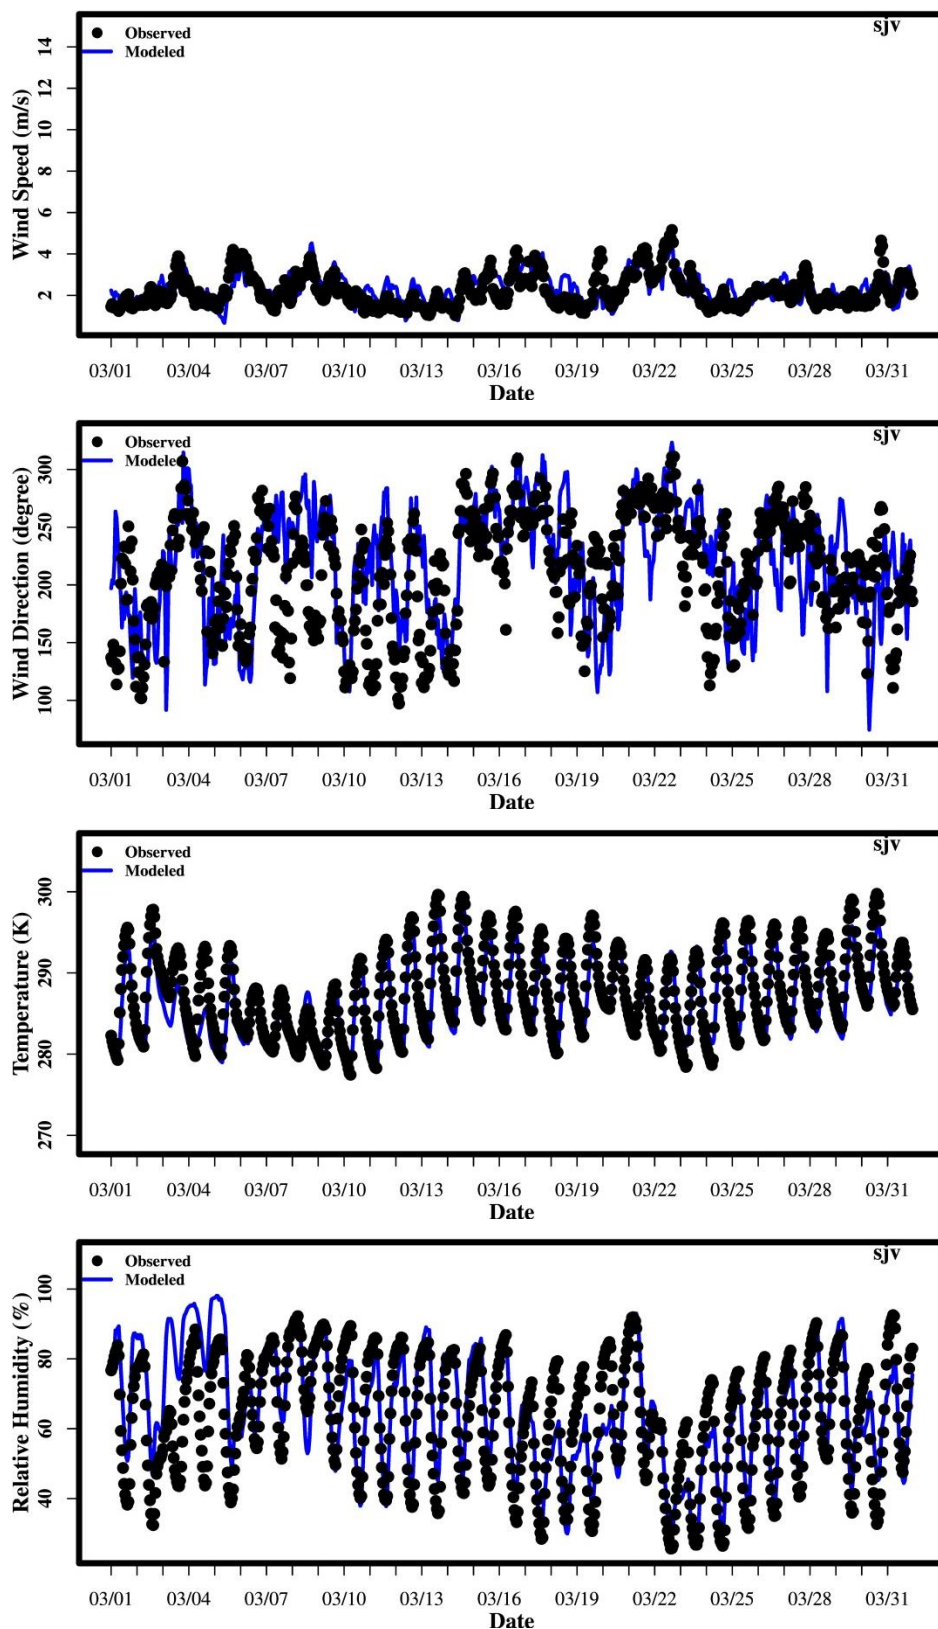 sjv
Observed
Modeled
Wind Speed (m/s)
14
12
10
8
6
4
2
03/01 03/04 03/07 03/10 03/13 03/16 03/19 03/22 03/25 03/28 03/31
Date
sjv
Observed
Modeled
Wind Direction (degree)
300
250
200
150
100
03/01 03/04 03/07 03/10 03/13 03/16 03/19 03/22 03/25 03/28 03/31
Date
sjv
Observed
Modeled
Temperature (K)
300
290
280
270
03/01 03/04 03/07 03/10 03/13 03/16 03/19 03/22 03/25 03/28 03/31
Date
sjv
Observed
Modeled
Relative Humidity (%)
100
80
60
40
03/01 03/04 03/07 03/10 03/13 03/16 03/19 03/22 03/25 03/28 03/31
Date